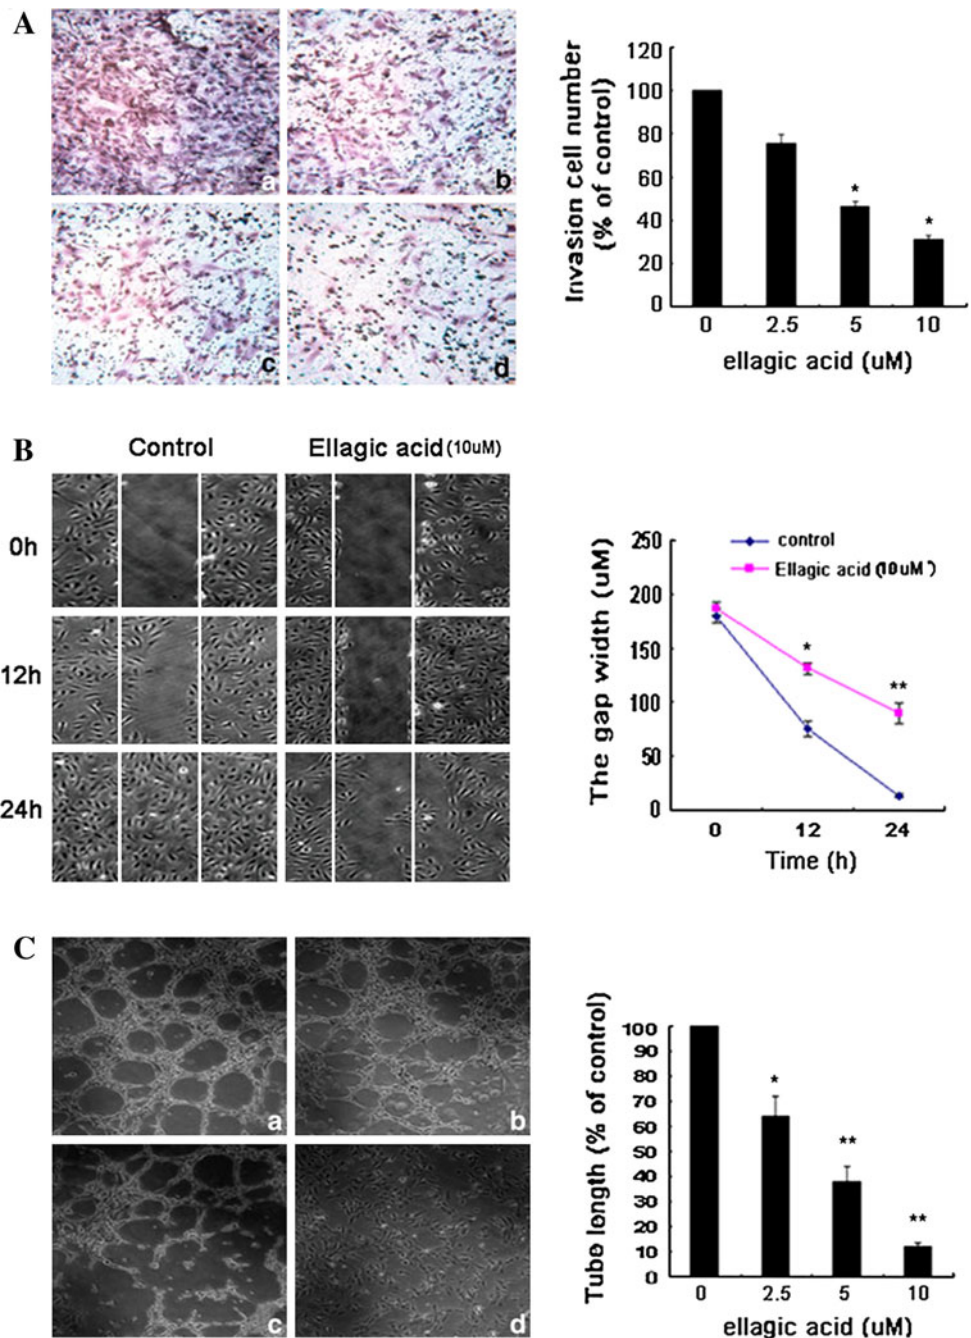 A
a
b
c
d
Invasion cell number
(% of control)
120
100
80
60
40
20
0
*
*
0 2.5 5 10
ellagic acid (uM)
B
Control Ellagic acid (10uM)
0h
12h
24h
The gap width (uM)
250
200
150
100
50
0
control
Ellagic acid (10uM)
*
**
0 12 24
Time (h)
C
a
b
c
d
Tube length (% of control)
100
90
80
70
60
50
40
30
20
10
0
*
**
**
0 2.5 5 10
ellagic acid (uM)